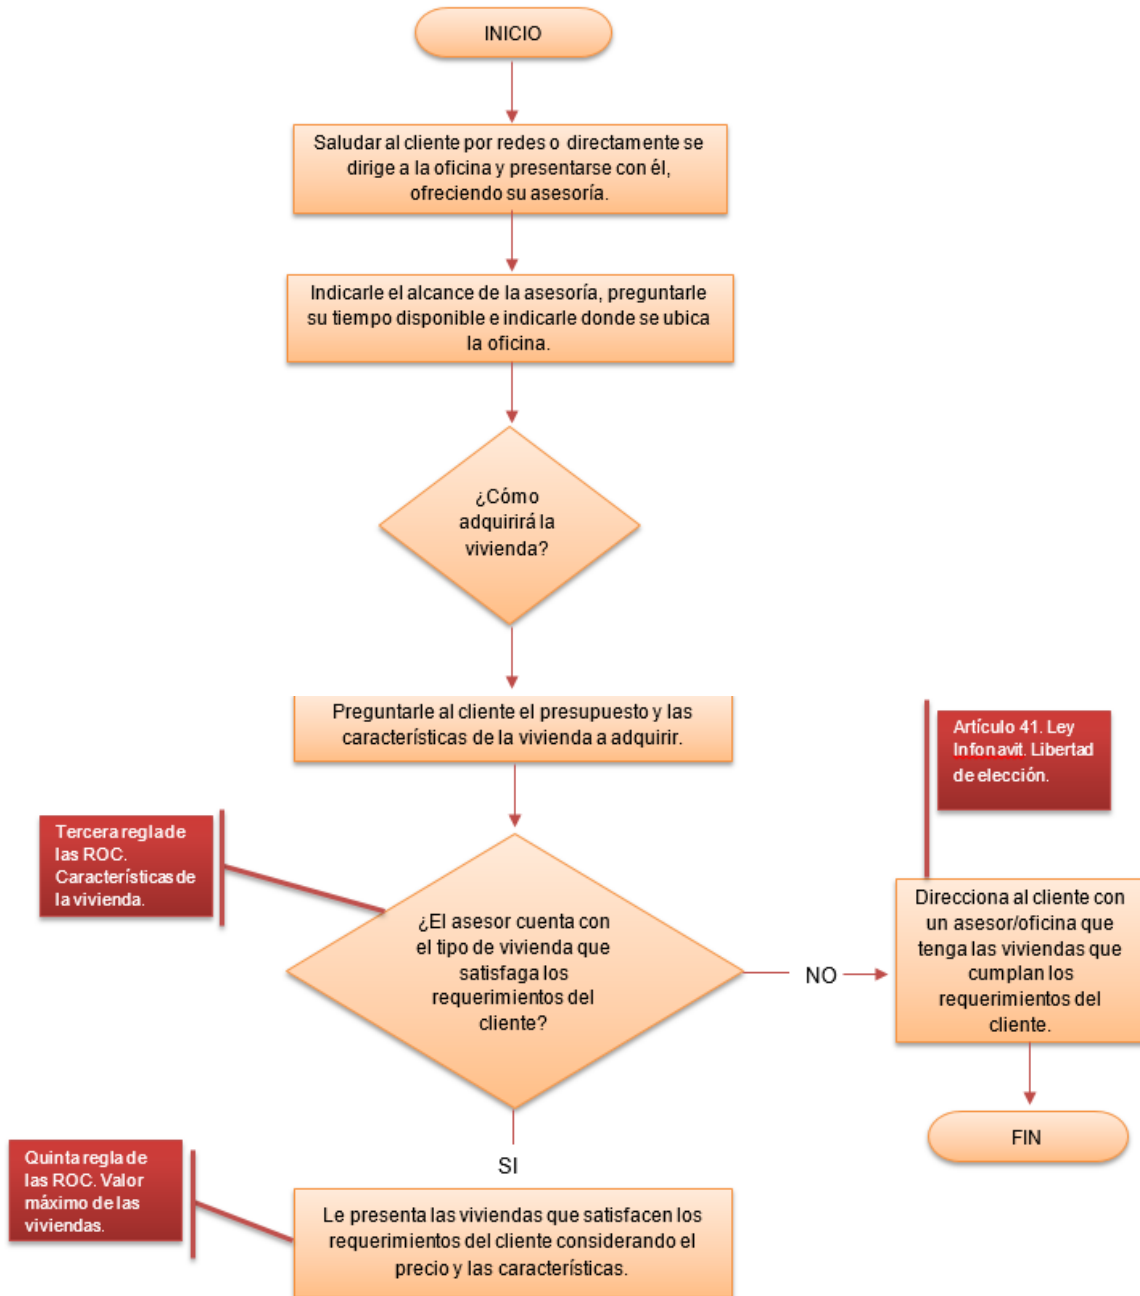 INICIO
Saludar al cliente por redes o directamente se
dirige a la oficina y presentarse con él,
ofreciendo su asesoría.
Indicarle el alcance de la asesoría, preguntarle
su tiempo disponible e indicarle donde se ubica
la oficina.
¿Cómo
adquirirá la
vivienda?
Preguntarle al cliente el presupuesto y las
características de la vivienda a adquirir.
Artículo 41. Ley
Infonavit. Libertad
de elección.
Tercera regla de
las ROC.
Características de
la vivienda.
¿El asesor cuenta con
el tipo de vivienda que
satisfaga los
requerimientos del
cliente?
NO
Direcciona al cliente con
un asesor/oficina que
tenga las viviendas que
cumplan los
requerimientos del
cliente.
FIN
SI
Quinta regla de
las ROC. Valor
máximo de las
viviendas.
Le presenta las viviendas que satisfacen los
requerimientos del cliente considerando el
precio y las características.